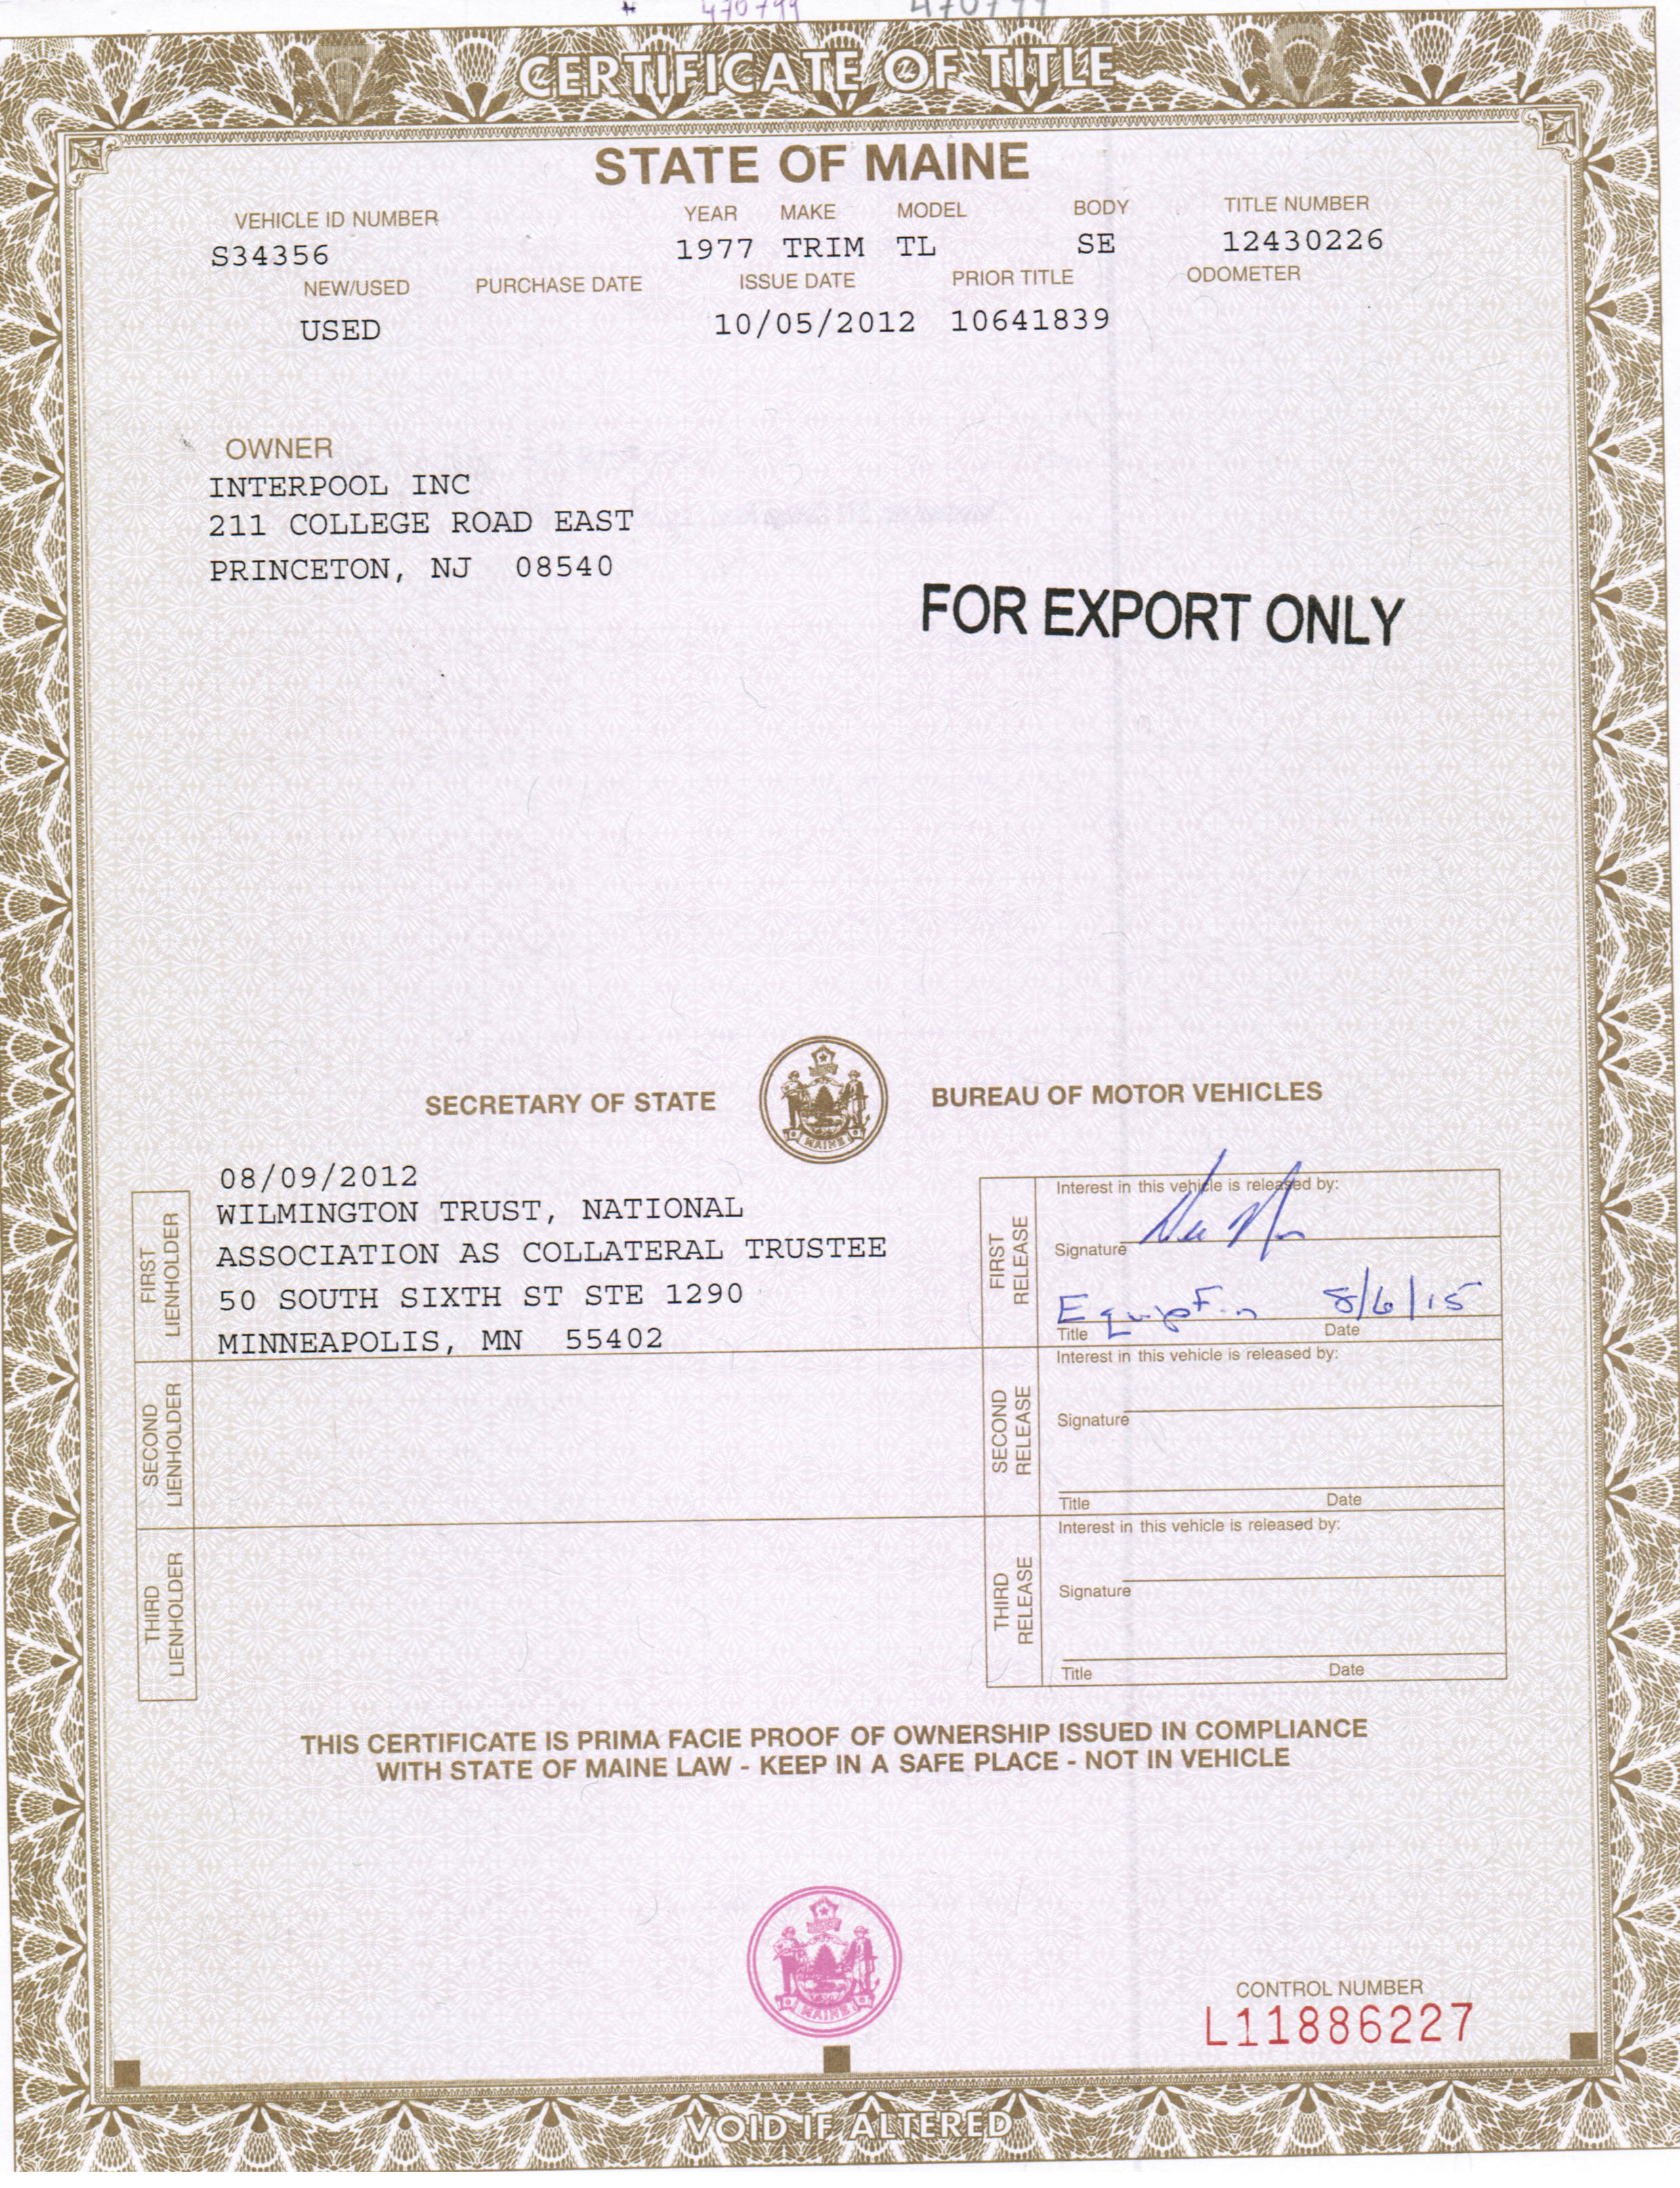 470799 470799
CERTIFICATE OF TITLE
STATE OF MAINE
VEHICLE ID NUMBER YEAR MAKE MODEL BODY TITLE NUMBER
S34356 1977 TRIM TL SE 12430226
NEW/USED PURCHASE DATE ISSUE DATE PRIOR TITLE ODOMETER
USED 10/05/2012 10641839
OWNER
INTERPOOL INC
211 COLLEGE ROAD EAST
PRINCETON, NJ 08540
FOR EXPORT ONLY
SECRETARY OF STATE BUREAU OF MOTOR VEHICLES
MAINE
FIRST LIENHOLDER
08/09/2012
WILMINGTON TRUST, NATIONAL
ASSOCIATION AS COLLATERAL TRUSTEE
50 SOUTH SIXTH ST STE 1290
MINNEAPOLIS, MN 55402
FIRST RELEASE
Interest in this vehicle is released by:
Signature
8/6/15
Title Date
SECOND LIENHOLDER
SECOND RELEASE
Interest in this vehicle is released by:
Signature
Title Date
THIRD LIENHOLDER
THIRD RELEASE
Interest in this vehicle is released by:
Signature
Title Date
THIS CERTIFICATE IS PRIMA FACIE PROOF OF OWNERSHIP ISSUED IN COMPLIANCE
WITH STATE OF MAINE LAW - KEEP IN A SAFE PLACE - NOT IN VEHICLE
MAINE
CONTROL NUMBER
L11886227
VOID IF ALTERED